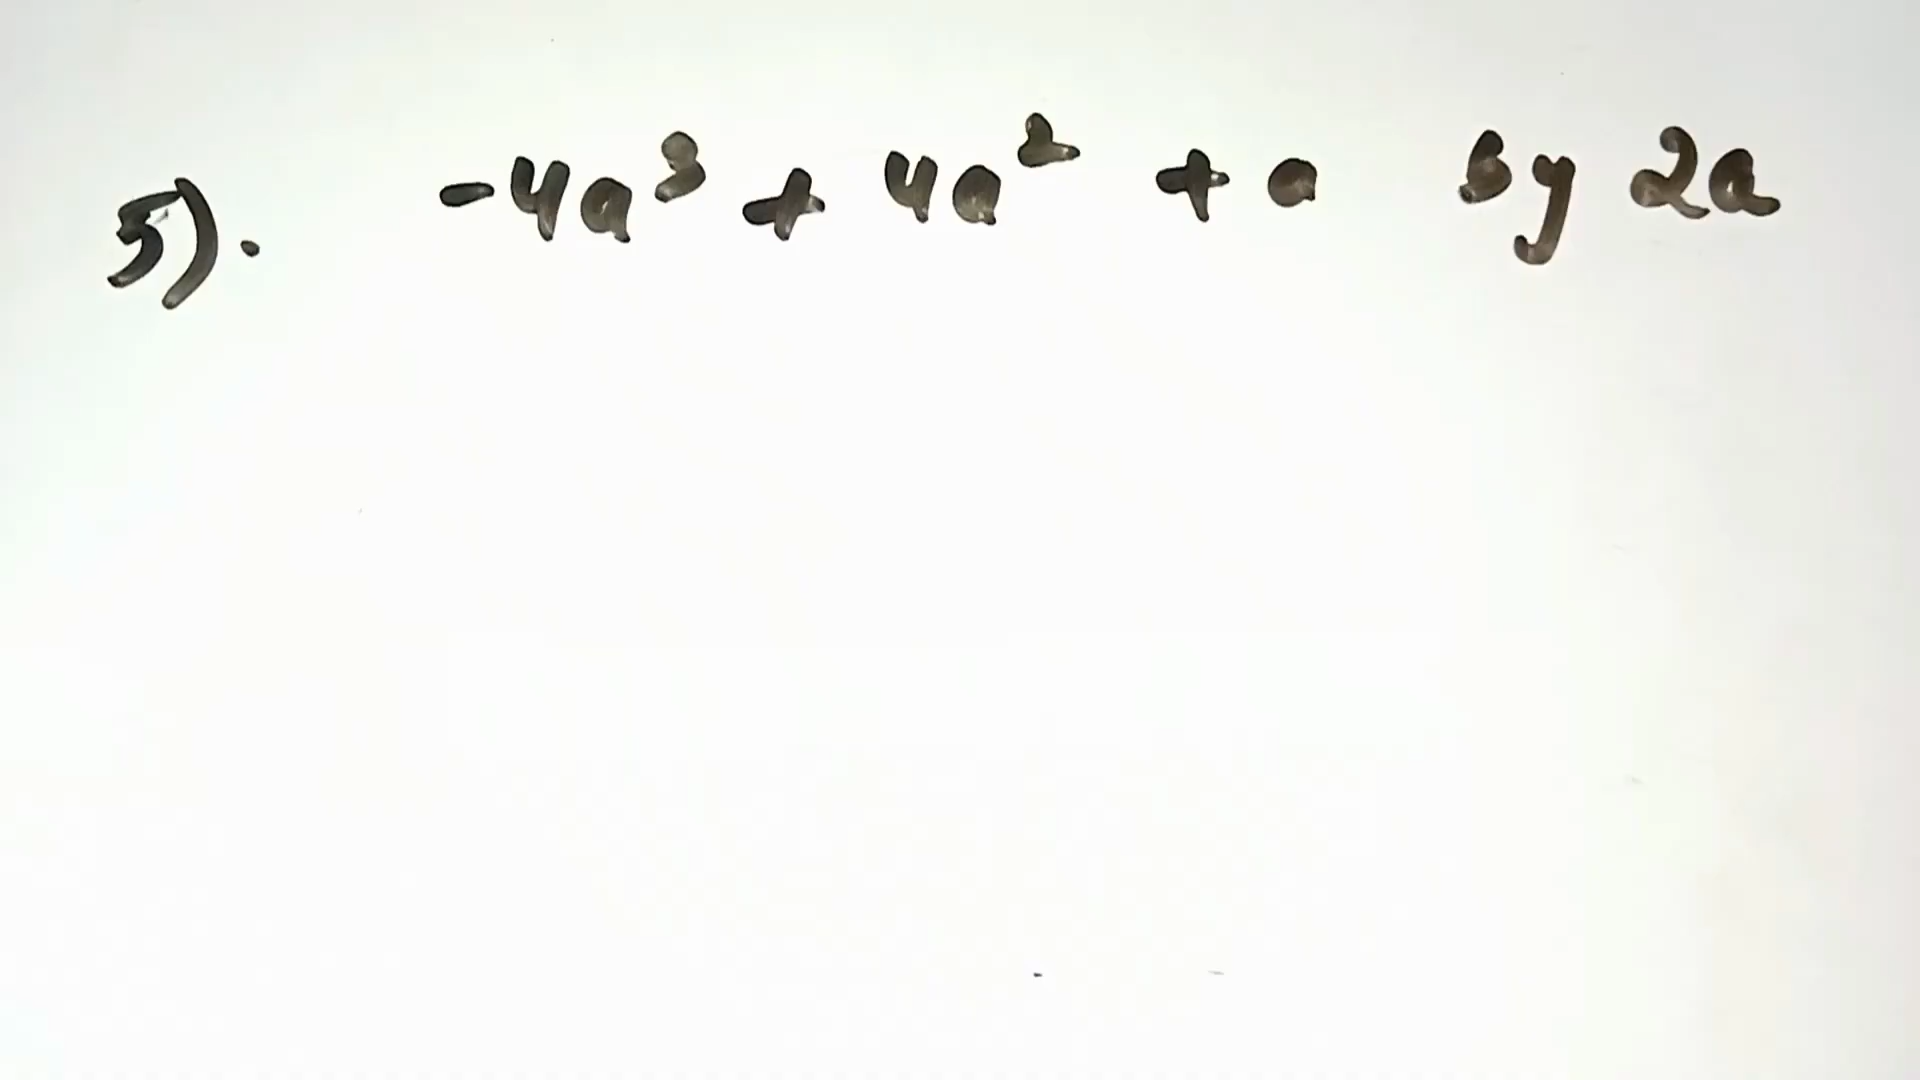 5). -4a³ + 4a² + a by 2a